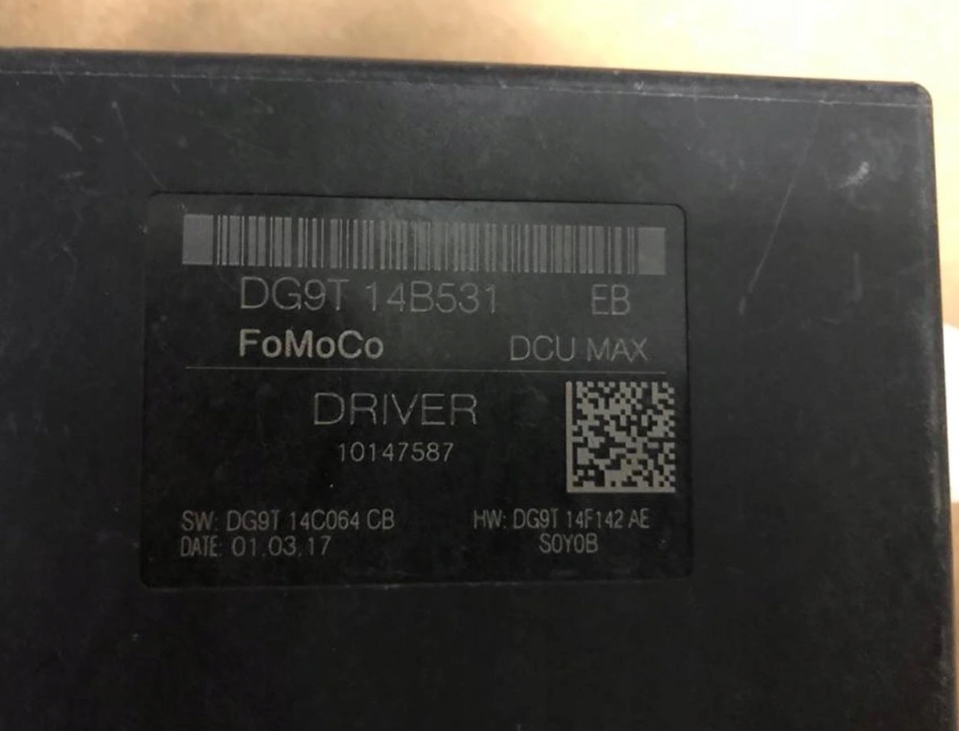 DG9T 14B531 EB
FoMoCo DCU MAX
DRIVER
10147587
SW: DG9T 14C064 CB HW: DG9T 14F142 AE
DATE: 01.03.17 S0Y0B